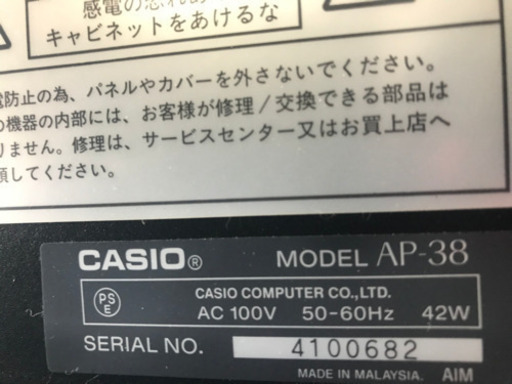 感電の恐れあり
キャビネットをあけるな
電防止の為、パネルやカバーを外さないでください。
の機器の内部には、お客様が修理/交換できる部品は
りません。修理は、サービスセンター又はお買上店へ
頼してください。
CASIO® MODEL AP-38
PS E
CASIO COMPUTER CO.,LTD.
AC 100V 50-60Hz 42W
SERIAL NO. 4100682
MADE IN MALAYSIA. AIM